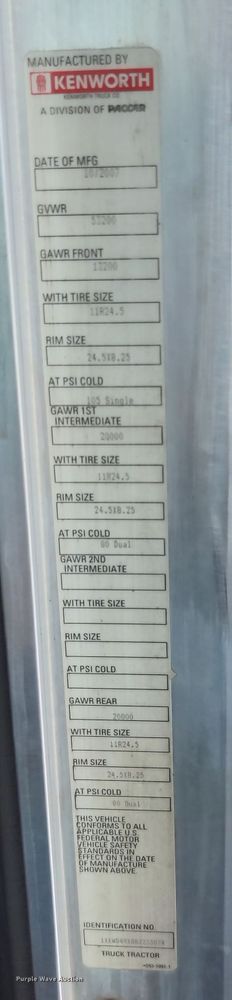 MANUFACTURED BY
KENWORTH
KENWORTH TRUCK CO.
A DIVISION OF PACCAR
DATE OF MFG
10/2007
GVWR
53200
GAWR FRONT
13200
WITH TIRE SIZE
11R24.5
RIM SIZE
24.5X8.25
AT PSI COLD
105 Single
GAWR 1ST
INTERMEDIATE
20000
WITH TIRE SIZE
11R24.5
RIM SIZE
24.5X8.25
AT PSI COLD
80 Dual
GAWR 2ND
INTERMEDIATE
WITH TIRE SIZE
RIM SIZE
AT PSI COLD
GAWR REAR
20000
WITH TIRE SIZE
11R24.5
RIM SIZE
24.5X8.25
AT PSI COLD
80 Dual
THIS VEHICLE
CONFORMS TO ALL
APPLICABLE U.S.
FEDERAL MOTOR
VEHICLE SAFETY
STANDARDS IN
EFFECT ON THE DATE
OF MANUFACTURE
SHOWN ABOVE.
IDENTIFICATION NO.
TRUCK TRACTOR
Purple Wave Auction